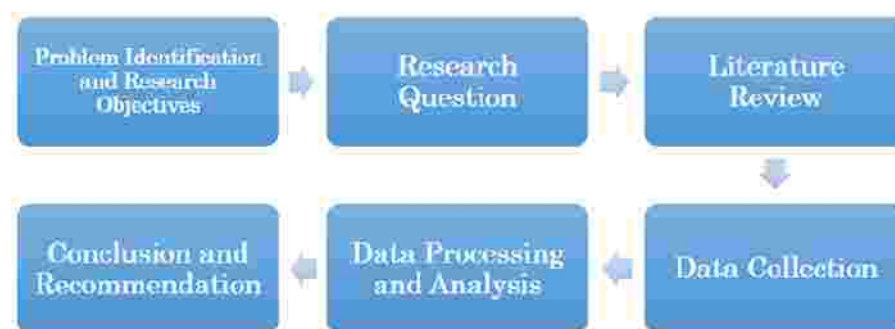 Problem Identification
and Research
Objectives
Research
Question
Literature
Review
Data Collection
Data Processing
and Analysis
Conclusion and
Recommendation